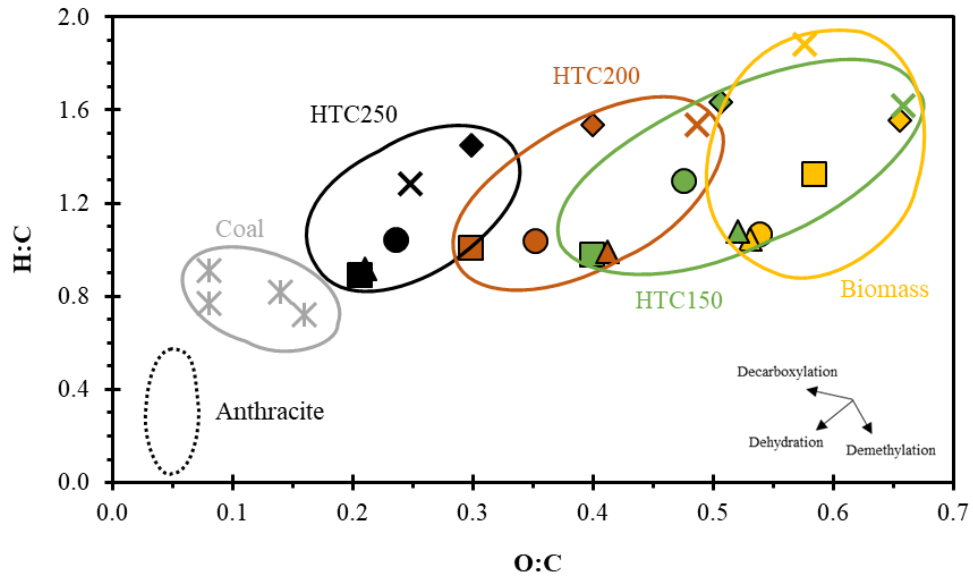 2.0
1.6
1.2
0.8
0.4
0.0
H:C
HTC250
HTC200
Coal
HTC150
Biomass
Anthracite
Decarboxylation
Dehydration
Demethylation
0.0 0.1 0.2 0.3 0.4 0.5 0.6 0.7
O:C